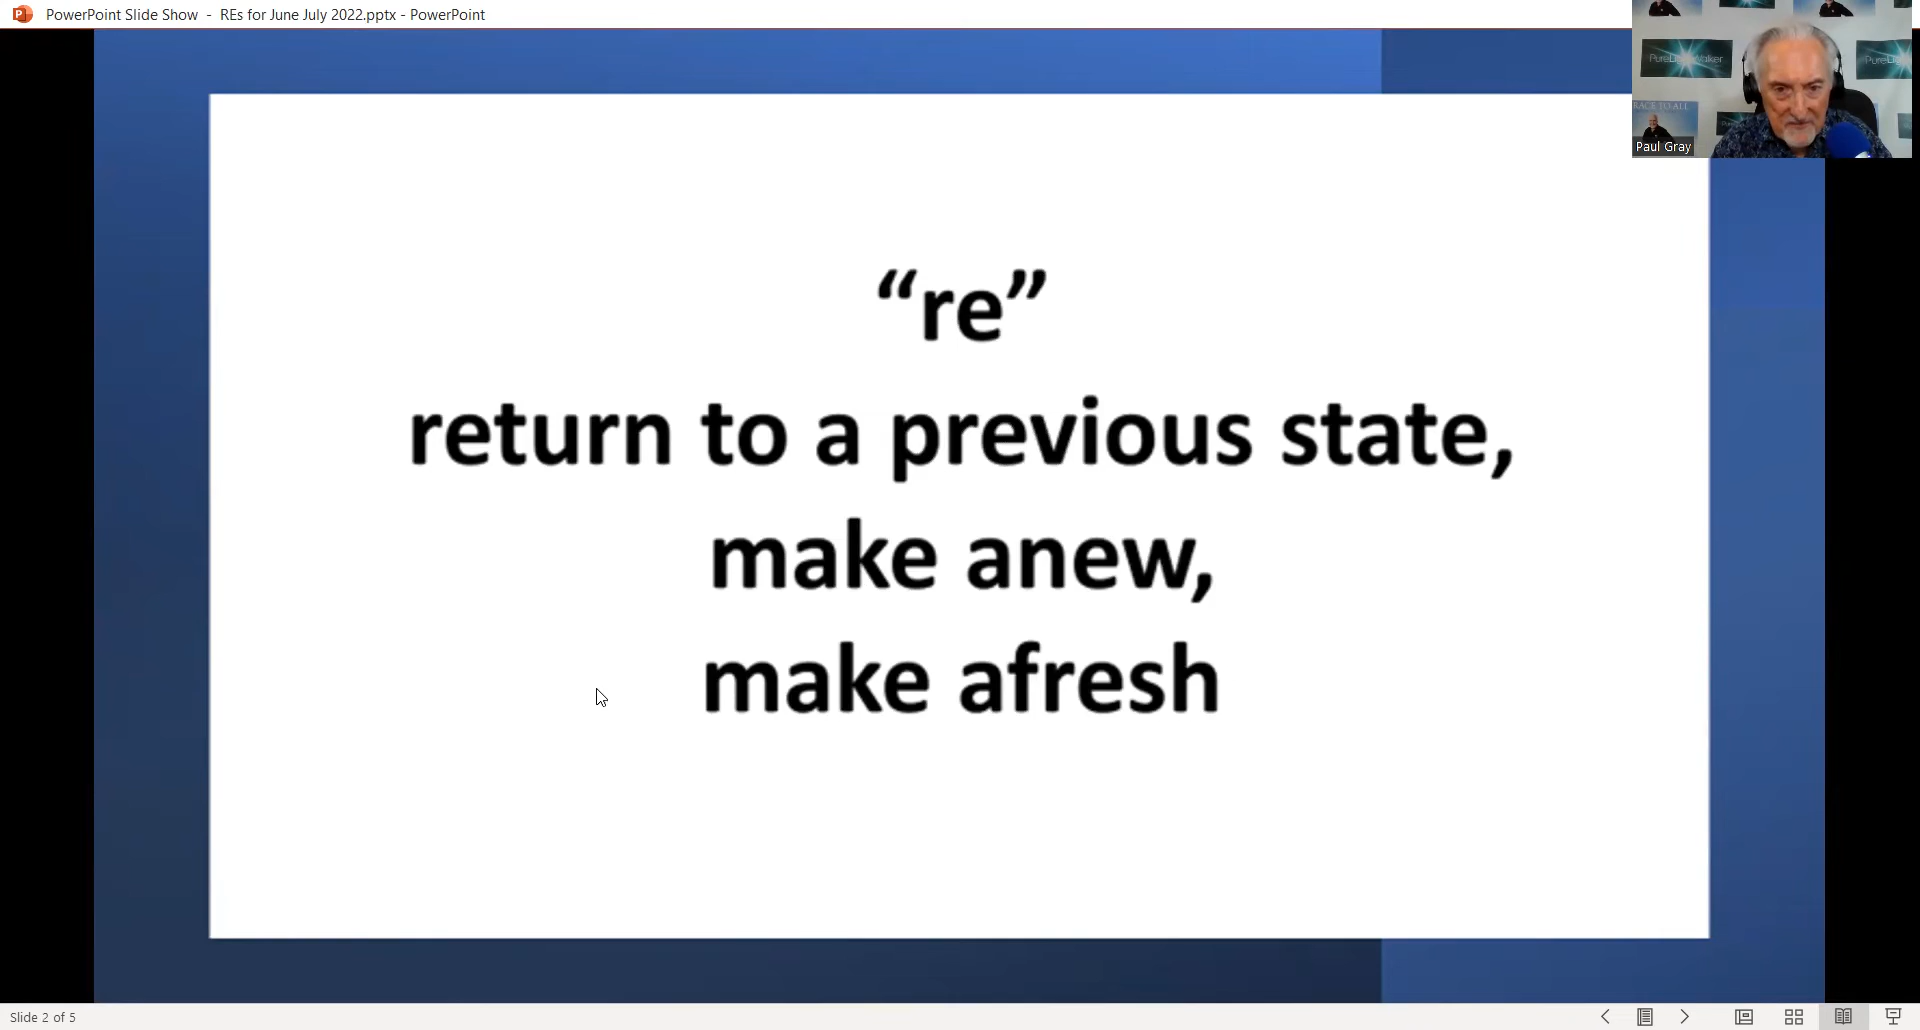 PowerPoint Slide Show - REs for June July 2022.pptx - PowerPoint
“re”
return to a previous state,
make anew,
make afresh
Paul Gray
Slide 2 of 5